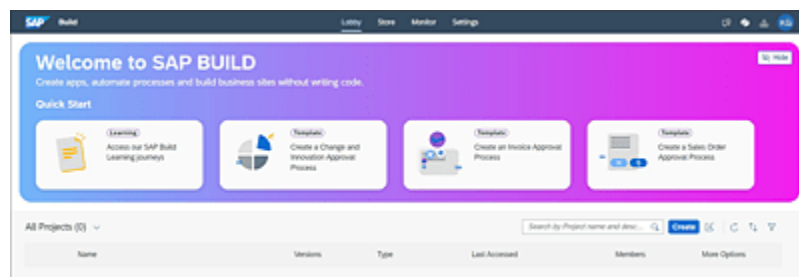 SAP Build Lobby Store Monitor Settings
Welcome to SAP BUILD
Hide
Create apps, automate processes and build business sites without writing code.
Quick Start
Learning
Access our SAP Build
Learning journeys
Template
Create a Change and
Innovation Approval
Process
Template
Create an Invoice Approval
Process
Template
Create a Sales Order
Approval Process
All Projects (0)
Search by Project name and desc...
Create
Name Versions Type Last Accessed Members More Options